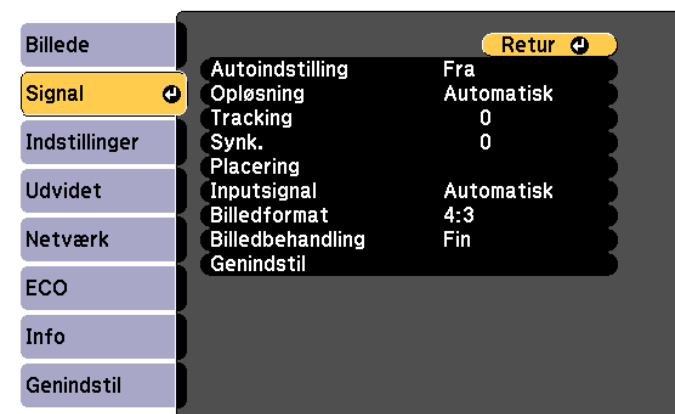 Billede
Signal
Indstillinger
Udvidet
Netværk
ECO
Info
Genindstil
Retur
Autoindstilling Fra
Opløsning Automatisk
Tracking 0
Synk. 0
Placering
Inputsignal Automatisk
Billedformat 4:3
Billedbehandling Fin
Genindstil